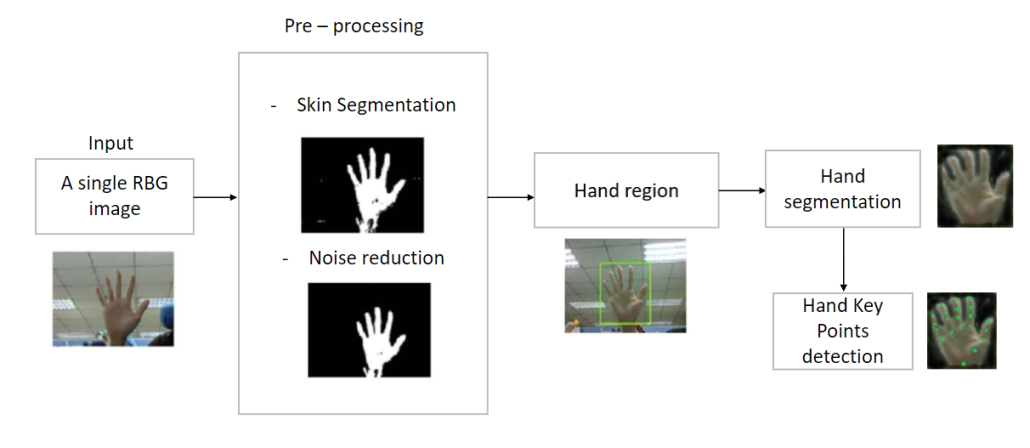 Pre – processing
- Skin Segmentation
Input
A single RBG
image
- Noise reduction
Hand region
Hand
segmentation
Hand Key
Points
detection